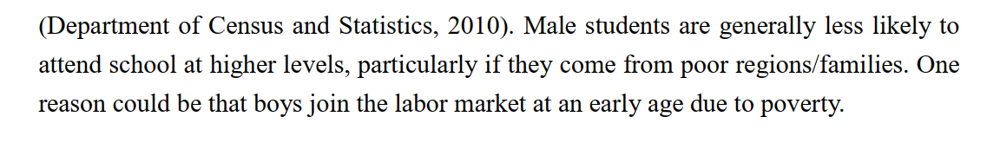 (Department of Census and Statistics, 2010). Male students are generally less likely to
attend school at higher levels, particularly if they come from poor regions/families. One
reason could be that boys join the labor market at an early age due to poverty.